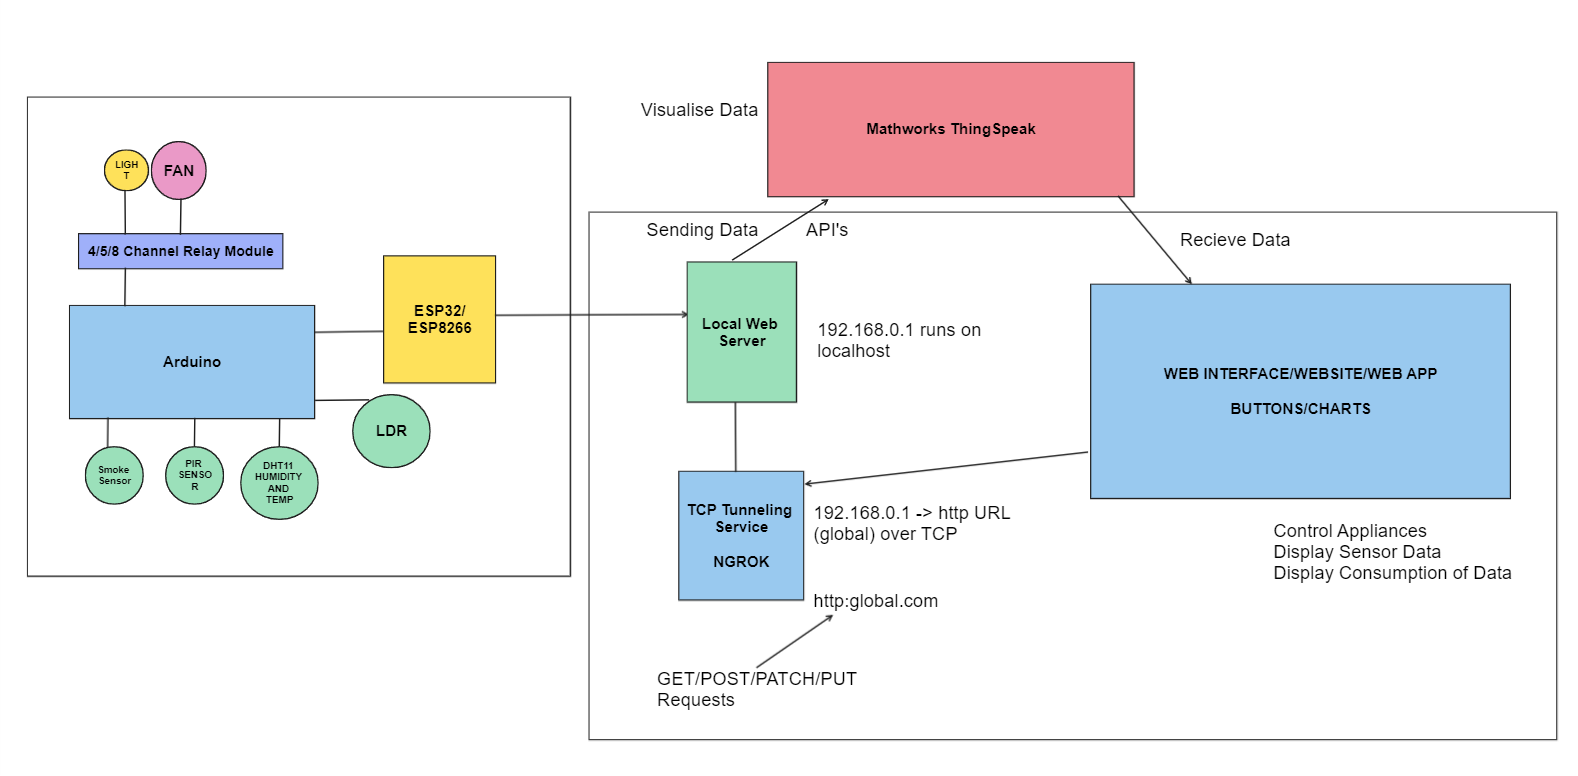 LIGH
T
FAN
4/5/8 Channel Relay Module
Arduino
ESP32/
ESP8266
LDR
Smoke
Sensor
PIR
SENSO
R
DHT11
HUMIDITY
AND
TEMP
Visualise Data
Mathworks ThingSpeak
Sending Data
API's
Recieve Data
Local Web
Server
192.168.0.1 runs on
localhost
WEB INTERFACE/WEBSITE/WEB APP
BUTTONS/CHARTS
TCP Tunneling
Service
NGROK
192.168.0.1 -> http URL
(global) over TCP
http:global.com
GET/POST/PATCH/PUT
Requests
Control Appliances
Display Sensor Data
Display Consumption of Data